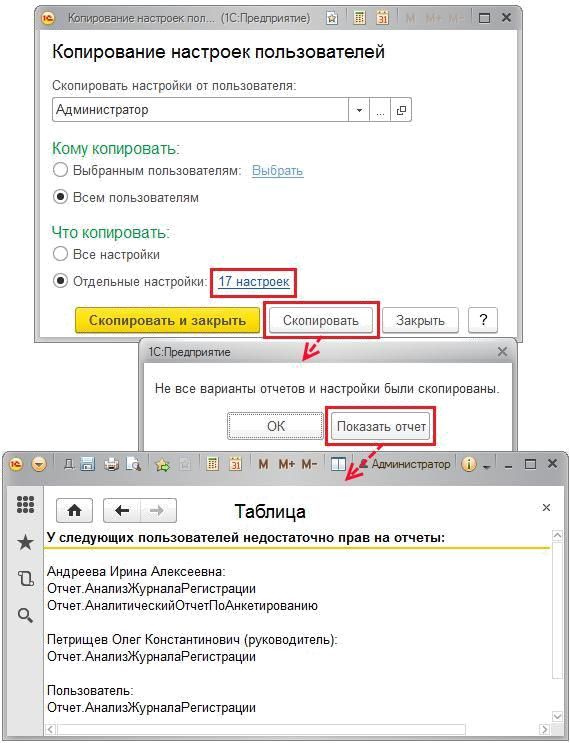 Копирование настроек пол... (1С:Предприятие)
31
M M+ M-
Копирование настроек пользователей
Скопировать настройки от пользователя:
Администратор
...
Кому копировать:
Выбранным пользователям: Выбрать
Всем пользователям
Что копировать:
Все настройки
Отдельные настройки: 17 настроек
Скопировать и закрыть
Скопировать
Закрыть
?
1С:Предприятие
Не все варианты отчетов и настройки были скопированы.
OK
Показать отчет
Д...
31
M M+ M-
Администратор
Таблица
У следующих пользователей недостаточно прав на отчеты:
Андреева Ирина Алексеевна:
Отчет.АнализЖурналаРегистрации
Отчет.АналитическийОтчетПоАнкетированию
Петрищев Олег Константинович (руководитель):
Отчет.АнализЖурналаРегистрации
Пользователь:
Отчет.АнализЖурналаРегистрации